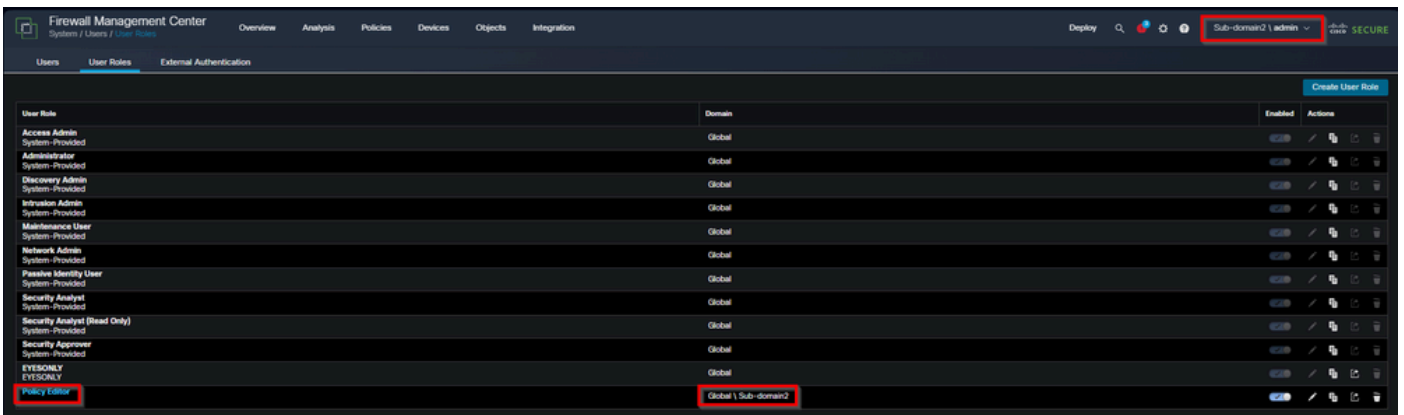 Firewall Management Center
System / Users / User Roles
Overview Analysis Policies Devices Objects Integration
Deploy Sub-domain2 \ admin cisco SECURE
Users User Roles External Authentication
Create User Role
User Role Domain Enabled Actions
Access Admin
System-Provided
Global
Administrator
System-Provided
Global
Discovery Admin
System-Provided
Global
Intrusion Admin
System-Provided
Global
Maintenance User
System-Provided
Global
Network Admin
System-Provided
Global
Passive Identity User
System-Provided
Global
Security Analyst
System-Provided
Global
Security Analyst (Read Only)
System-Provided
Global
Security Approver
System-Provided
Global
EYESONLY
EYESONLY
Global
Policy Editor
Global \ Sub-domain2